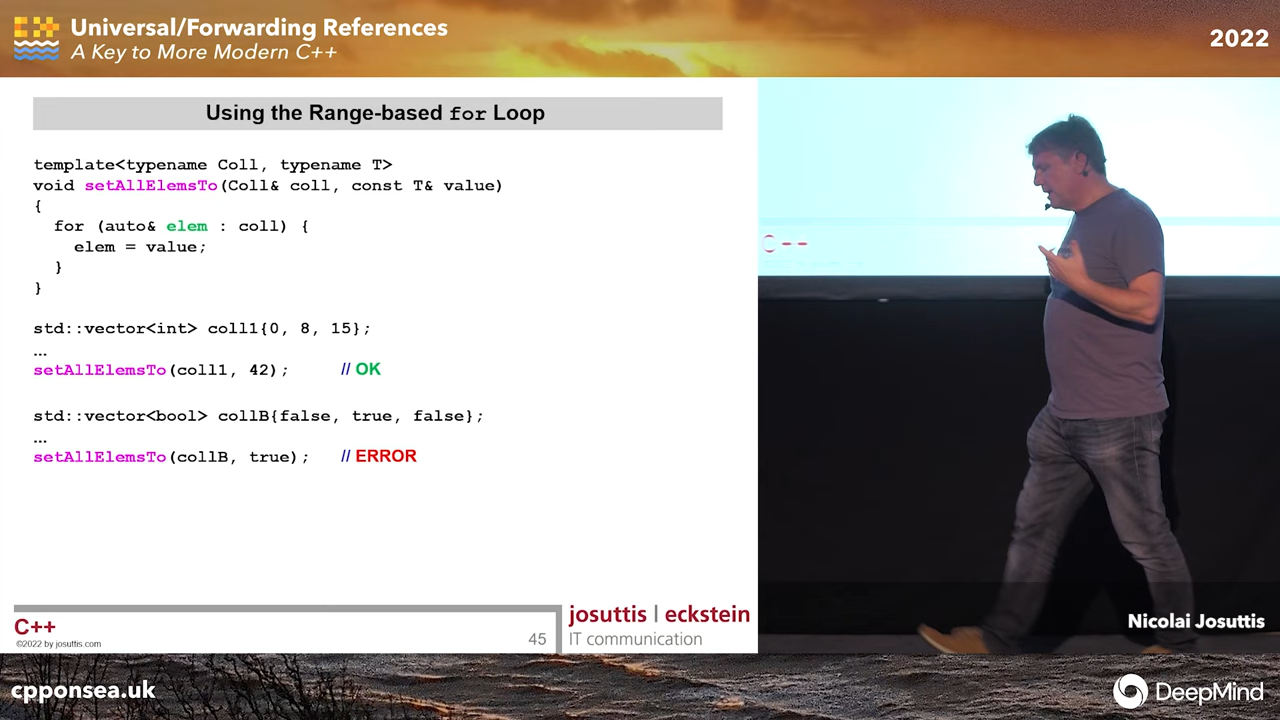 Universal/Forwarding References
A Key to More Modern C++
2022
Using the Range-based for Loop
template<typename Coll, typename T>
void setAllElemsTo(Coll& coll, const T& value)
{
  for (auto& elem : coll) {
    elem = value;
  }
}
std::vector<int> coll1{0, 8, 15};
…
setAllElemsTo(coll1, 42);     // OK
std::vector<bool> collB{false, true, false};
…
setAllElemsTo(collB, true);   // ERROR
C++
©2022 by josuttis.com
45
josuttis | eckstein
IT communication
C--
Nicolai Josuttis
cpponsea.uk
DeepMind